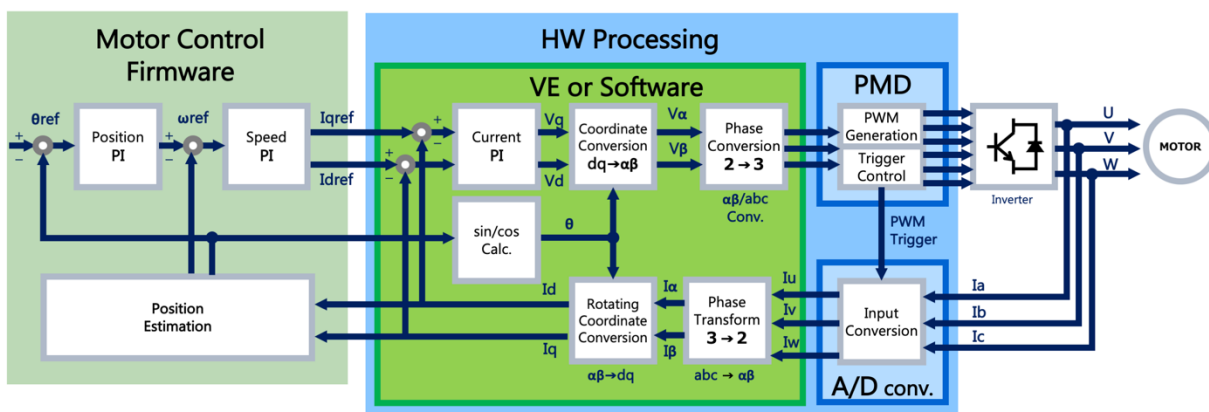 Motor Control
Firmware
θref
+
−
Position
PI
ωref
+
−
Speed
PI
Iqref
Idref
HW Processing
VE or Software
+
−
+
−
Current
PI
Vq
Vd
Coordinate
Conversion
dq→αβ
Vα
Vβ
Phase
Conversion
2→3
αβ/abc
Conv.
PMD
PWM
Generation
Trigger
Control
PWM
Trigger
Inverter
U
V
W
MOTOR
sin/cos
Calc.
θ
Position
Estimation
Id
Iq
Rotating
Coordinate
Conversion
αβ→dq
Iα
Iβ
Phase
Transform
3→2
abc → αβ
Iu
Iv
Iw
Input
Conversion
A/D conv.
Ia
Ib
Ic